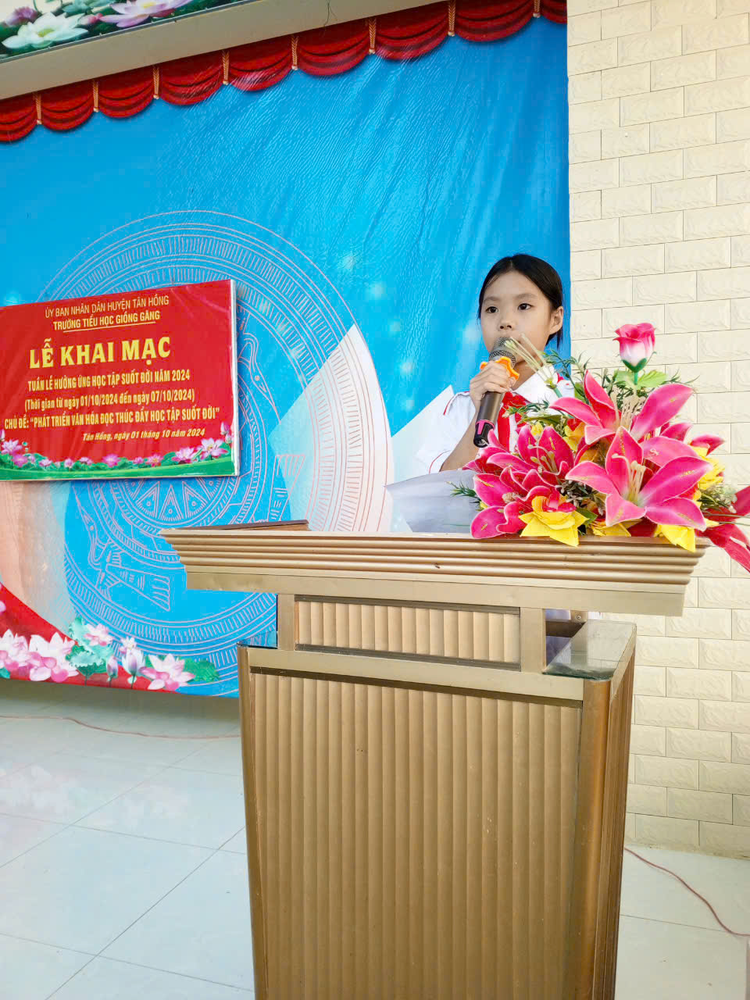 ỦY BAN NHÂN DÂN HUYỆN TÂN HỒNG
TRƯỜNG TIỂU HỌC GIỒNG GĂNG
LỄ KHAI MẠC
TUẦN LỄ HƯỞNG ỨNG HỌC TẬP SUỐT ĐỜI NĂM 2024
(Thời gian từ ngày 01/10/2024 đến ngày 07/10/2024)
CHỦ ĐỀ: "PHÁT TRIỂN VĂN HÓA ĐỌC THÚC ĐẨY HỌC TẬP SUỐT ĐỜI"
Tân Hồng, ngày 01 tháng 10 năm 2024